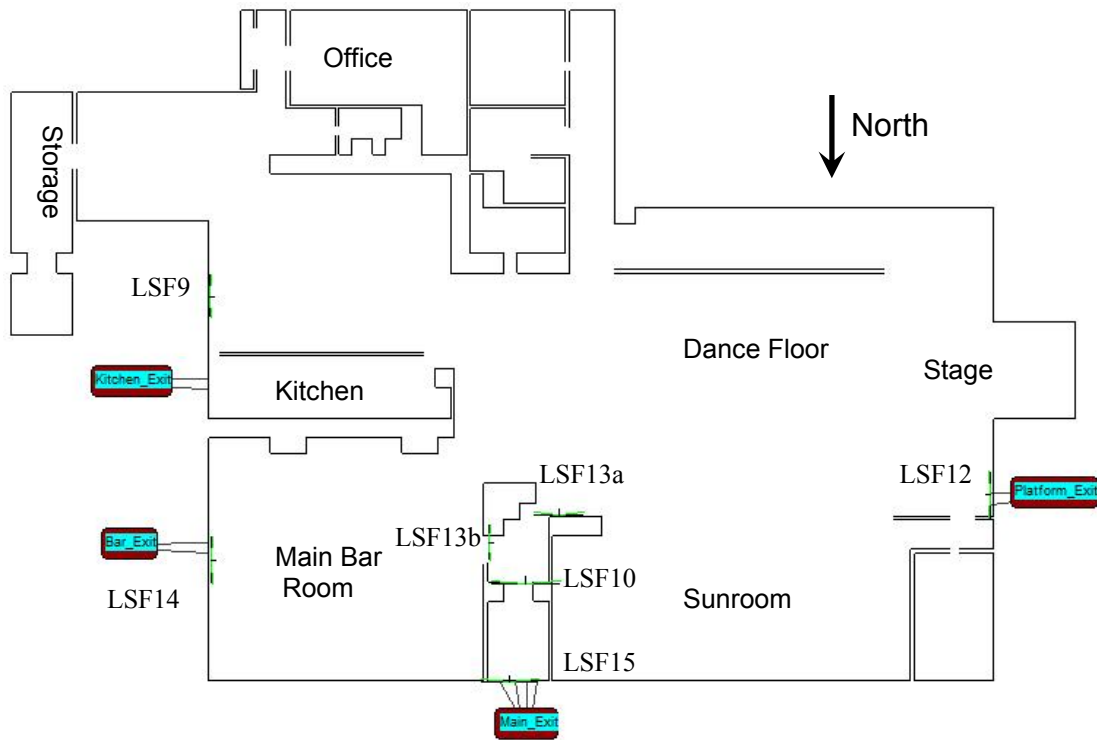 Office
North
Storage
LSF9
Dance Floor
Stage
Kitchen_Exit
Kitchen
LSF13a
LSF12
Platform_Exit
LSF13b
Bar_Exit
Main Bar
Room
LSF10
LSF14
Sunroom
LSF15
Main_Exit